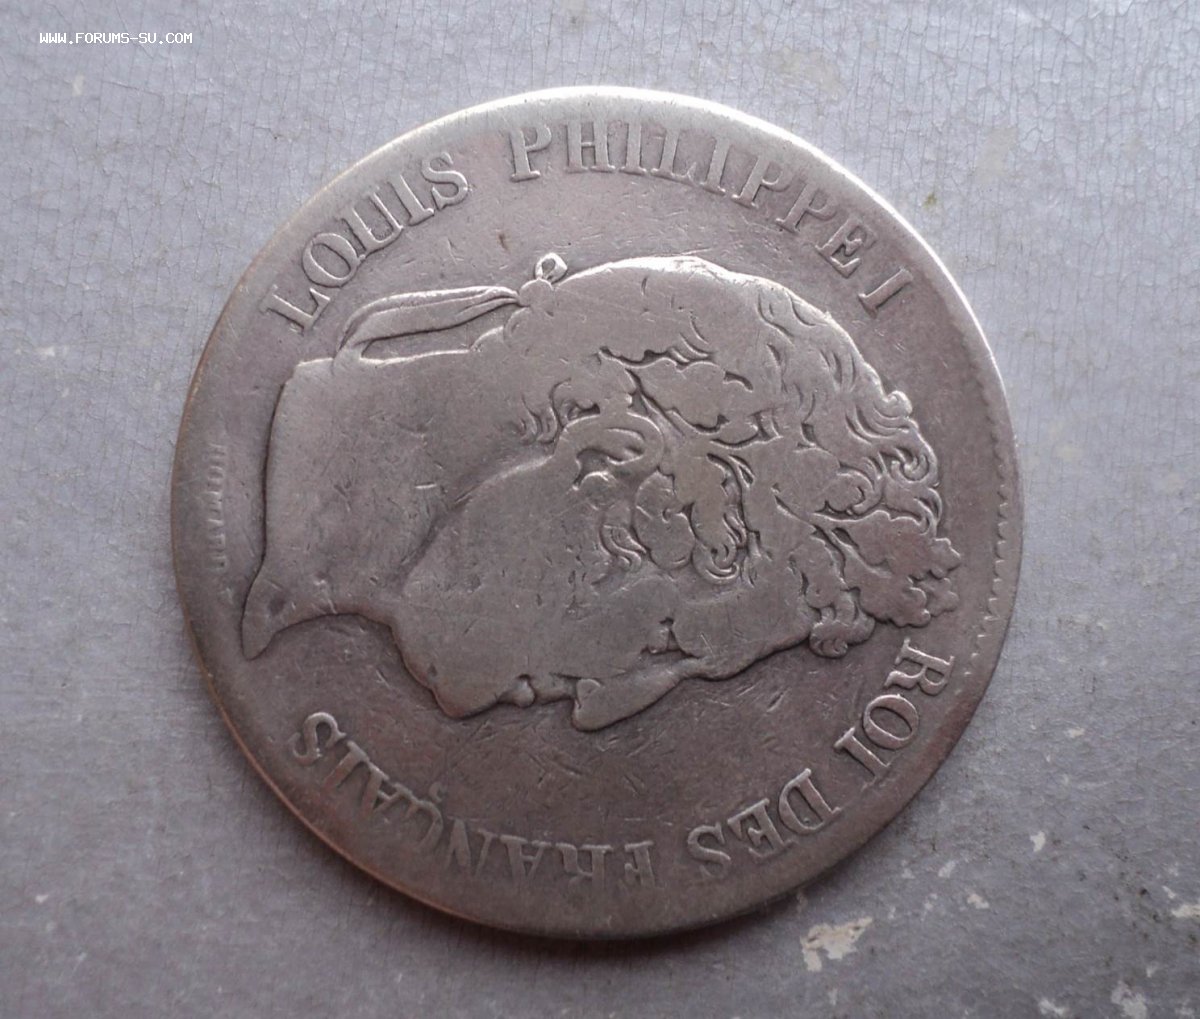 WWW.FORUMS-SU.COM
LOUIS PHILIPPE I
ROI DES FRANÇAIS